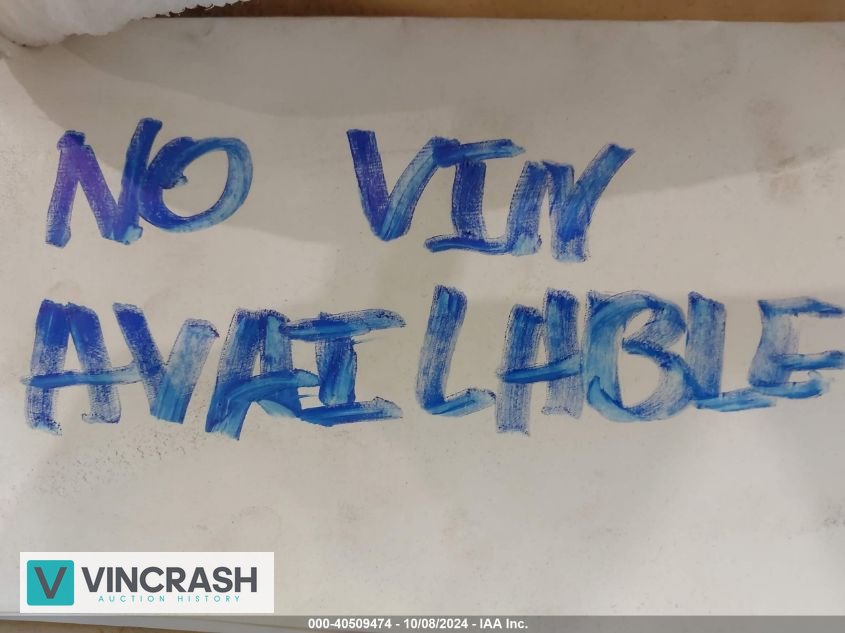 NO VIN
AVAILABLE
V VINCRASH
AUCTION HISTORY
000-40509474 - 10/08/2024 - IAA Inc.